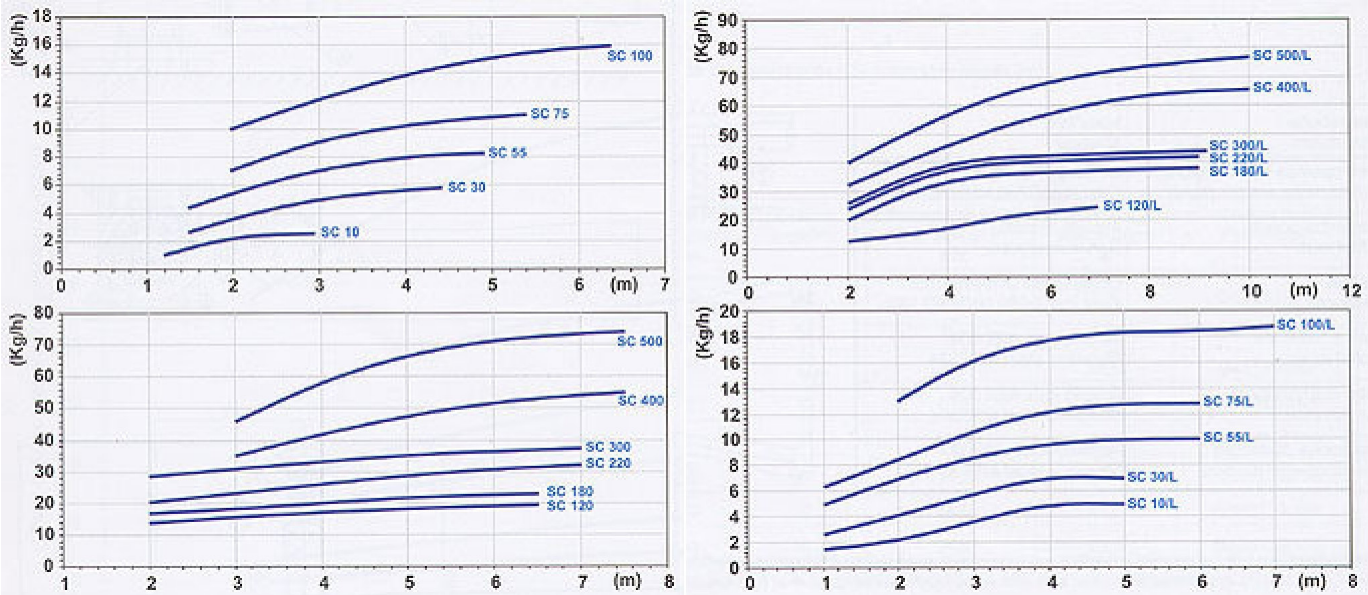 (Kg/h)
18
16
14
12
10
8
6
4
2
0
SC 100
SC 75
SC 55
SC 30
SC 10
0 1 2 3 4 5 6 (m) 7
(Kg/h)
90
80
70
60
50
40
30
20
10
0
SC 500/L
SC 400/L
SC 300/L
SC 220/L
SC 180/L
SC 120/L
0 2 4 6 8 10 (m) 12
(Kg/h)
80
70
60
50
40
30
20
10
0
SC 500
SC 400
SC 300
SC 220
SC 180
SC 120
1 2 3 4 5 6 7 (m) 8
(Kg/h)
20
18
16
14
12
10
8
6
4
2
0
SC 100/L
SC 75/L
SC 55/L
SC 30/L
SC 10/L
0 1 2 3 4 5 6 7 (m) 8